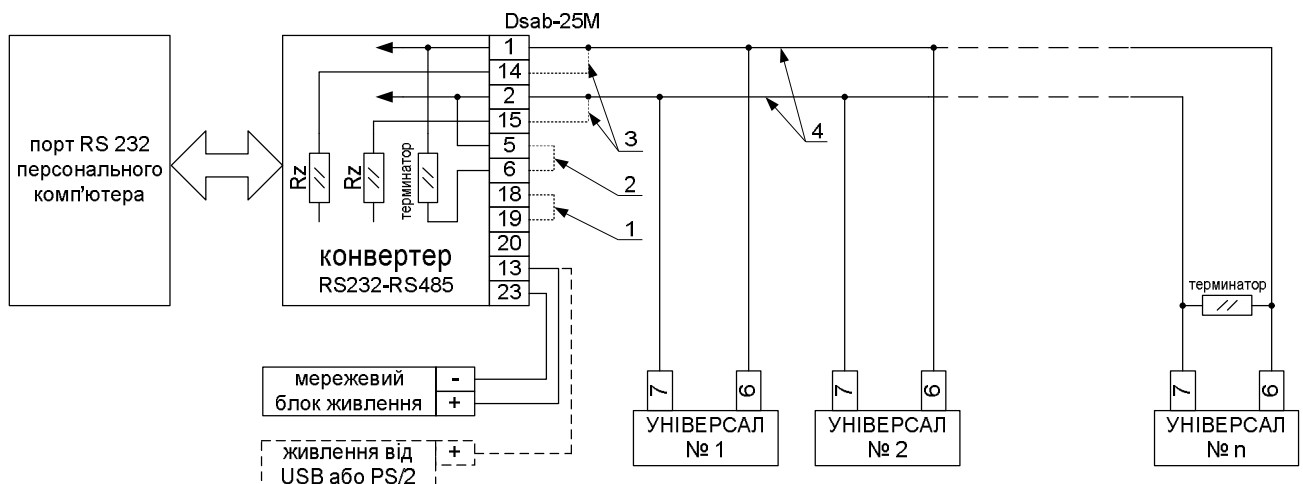 Dsab-25M
порт RS 232
персонального
комп'ютера
1
14
2
15
5
6
18
19
20
13
23
Rz
Rz
терминатор
конвертер
RS232-RS485
3
4
2
1
мережевий
блок живлення
-
+
живлення від
USB або PS/2
+
терминатор
7
6
7
6
7
6
УНІВЕРСАЛ
№ 1
УНІВЕРСАЛ
№ 2
УНІВЕРСАЛ
№ n